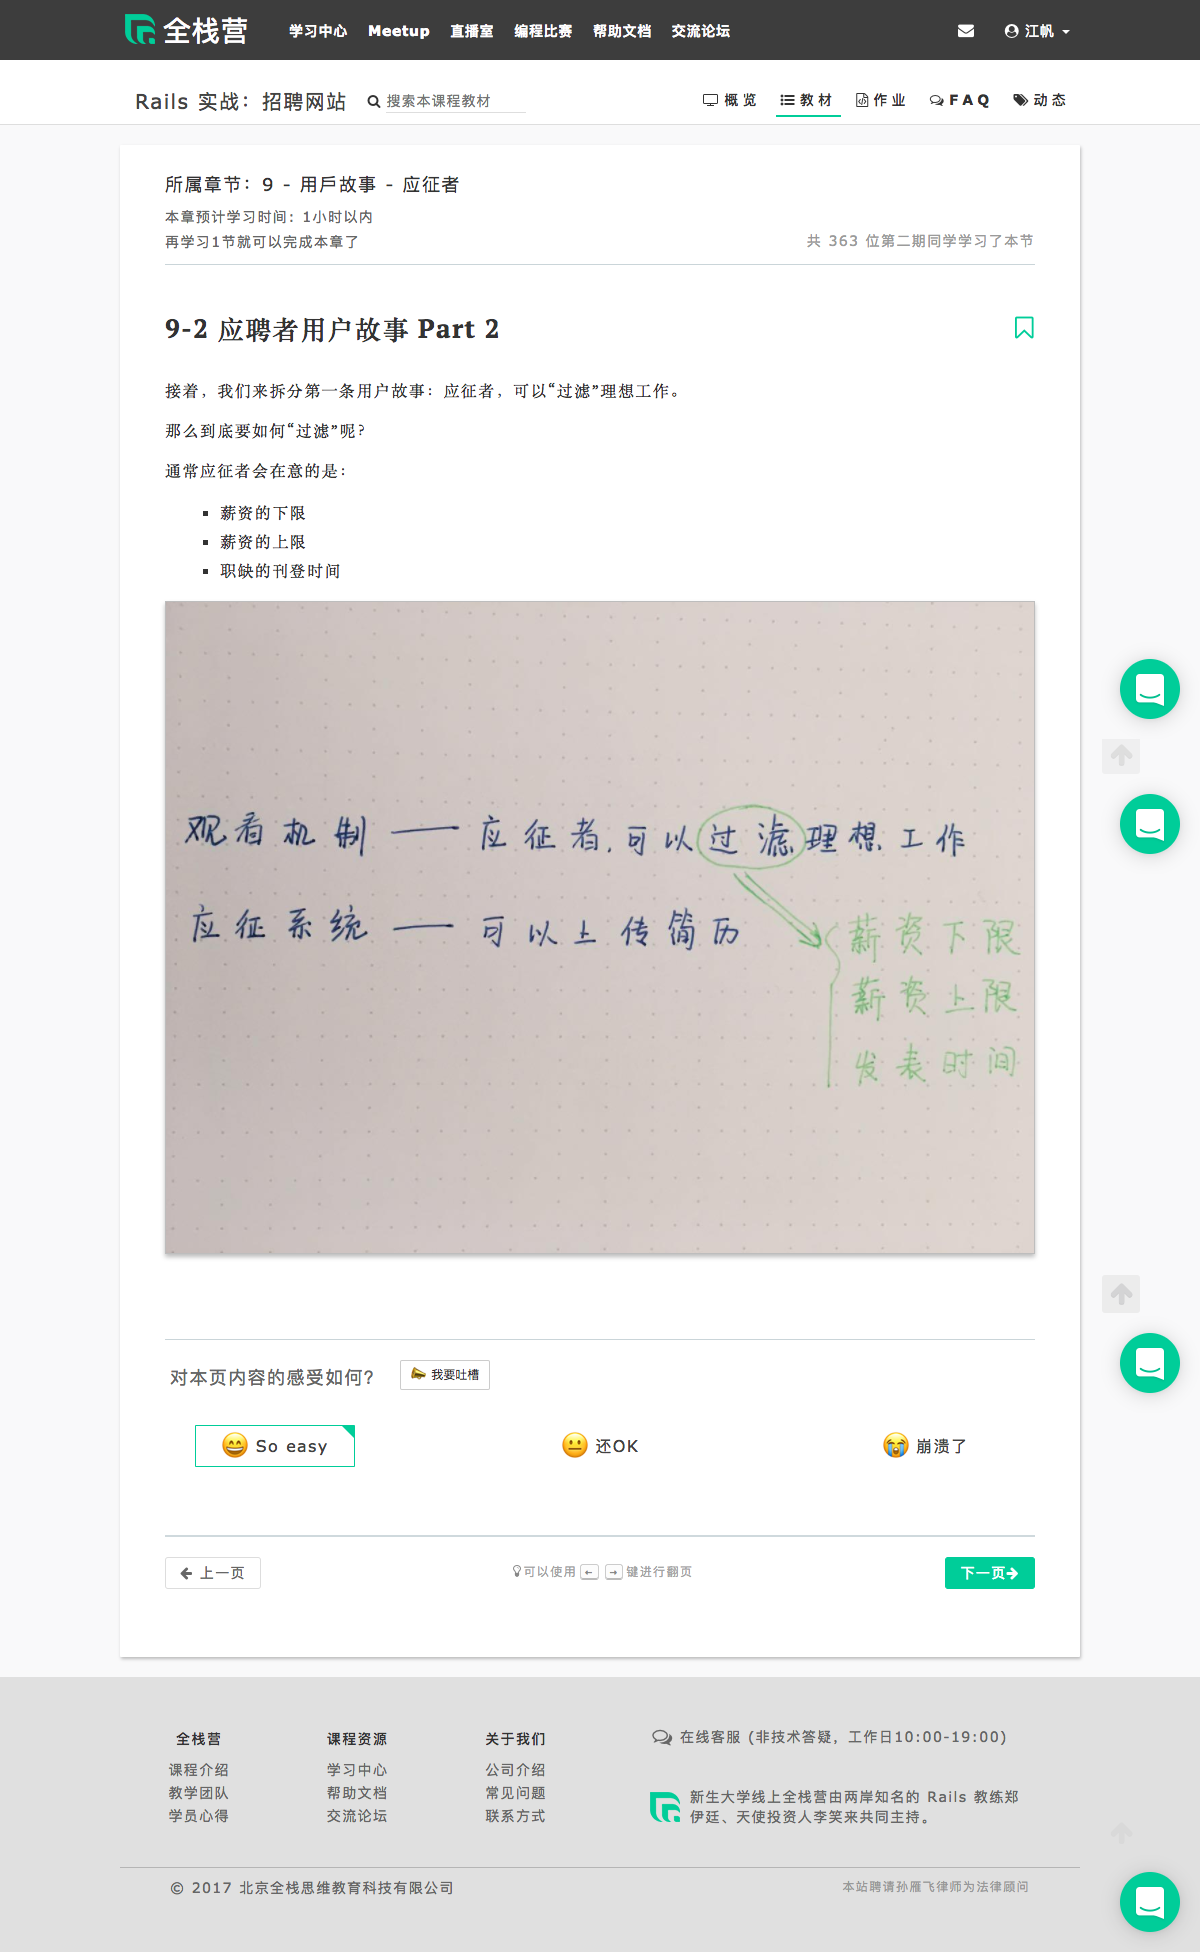 全栈营
学习中心 Meetup 直播室 编程比赛 帮助文档 交流论坛
江帆
Rails 实战：招聘网站
搜索本课程教材
概览 教材 作业 FAQ 动态
所属章节：9 - 用戶故事 - 应征者
本章预计学习时间：1小时以内
再学习1节就可以完成本章了
共 363 位第二期同学学习了本节
9-2 应聘者用户故事 Part 2
接着，我们来拆分第一条用户故事：应征者，可以“过滤”理想工作。
那么到底要如何“过滤”呢？
通常应征者会在意的是：
薪资的下限
薪资的上限
职缺的刊登时间
观看机制 —— 应征者,可以过滤理想工作
应征系统 —— 可以上传简历
薪资下限
薪资上限
发表时间
对本页内容的感受如何？
我要吐槽
So easy
还OK
崩溃了
上一页
可以使用 ← → 键进行翻页
下一页
全栈营
课程介绍
教学团队
学员心得
课程资源
学习中心
帮助文档
交流论坛
关于我们
公司介绍
常见问题
联系方式
在线客服 (非技术答疑，工作日10:00-19:00)
新生大学线上全栈营由两岸知名的 Rails 教练郑
伊廷、天使投资人李笑来共同主持。
© 2017 北京全栈思维教育科技有限公司
本站聘请孙雁飞律师为法律顾问